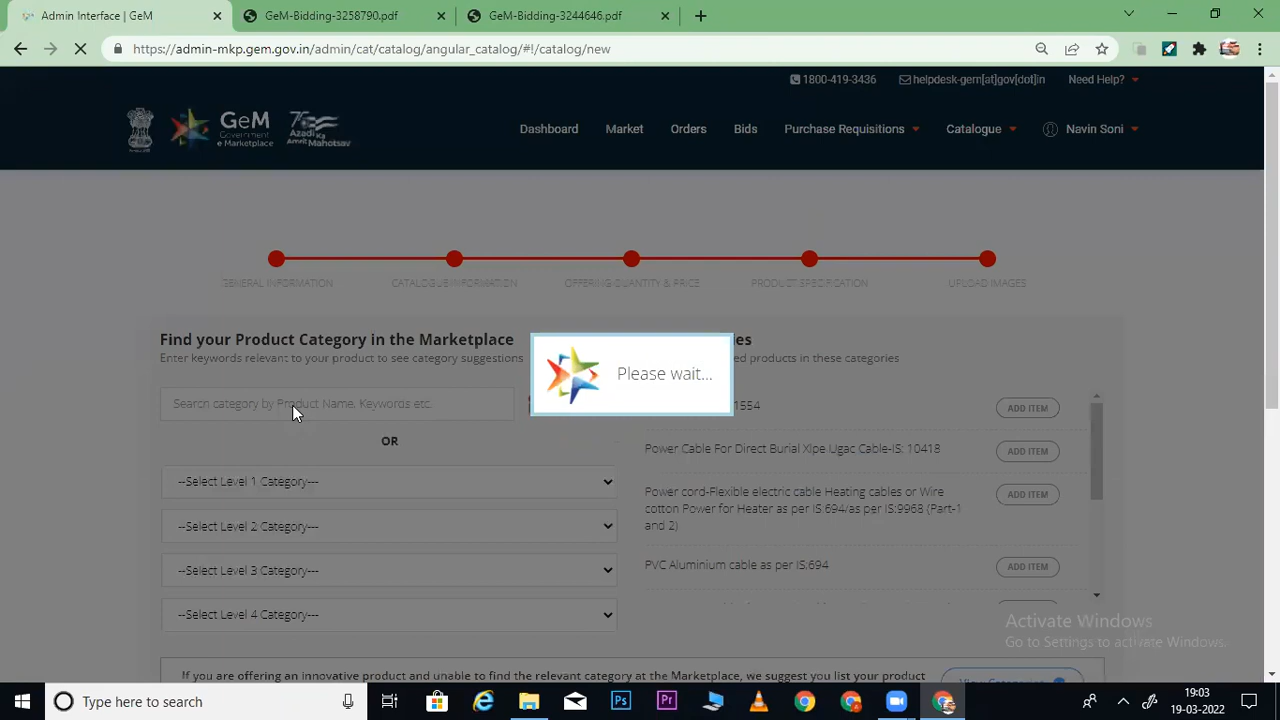 Admin Interface | GeM
GeM-Bidding-3258790.pdf
GeM-Bidding-3244646.pdf
https://admin-mkp.gem.gov.in/admin/cat/catalog/angular_catalog/#!/catalog/new
1800-419-3436
helpdesk-gem[at]gov[dot]in
Need Help?
GeM
Government
e Marketplace
75
Azadi Ka
Amrit Mahotsav
Dashboard
Market
Orders
Bids
Purchase Requisitions
Catalogue
Navin Soni
GENERAL INFORMATION
CATALOGUE INFORMATION
OFFERING QUANTITY & PRICE
PRODUCT SPECIFICATION
UPLOAD IMAGES
Find your Product Category in the Marketplace
Enter keywords relevant to your product to see category suggestions
Search category by Product Name, Keywords etc.
OR
--Select Level 1 Category---
--Select Level 2 Category---
--Select Level 3 Category---
--Select Level 4 Category---
Please wait...
products in these categories
1554
ADD ITEM
Power Cable For Direct Burial Xlpe Ugac Cable-IS: 10418
ADD ITEM
Power cord-Flexible electric cable Heating cables or Wire
cotton Power for Heater as per IS:694/as per IS:9968 (Part-1
and 2)
ADD ITEM
PVC Aluminium cable as per IS:694
ADD ITEM
If you are offering an innovative product and unable to find the relevant category at the Marketplace, we suggest you list your product
View Categories
Activate Windows
Go to Settings to activate Windows.
Type here to search
Ps
Pr
19:03
19-03-2022